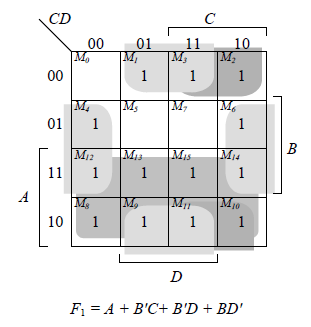 CD
C
00 01 11 10
00 M0 M1 1 M3 1 M2 1
01 M4 1 M5 M7 M6 1
B
11 M12 1 M13 1 M15 1 M14 1
A
10 M8 1 M9 1 M11 1 M10 1
D
F1 = A + B'C+ B'D + BD'